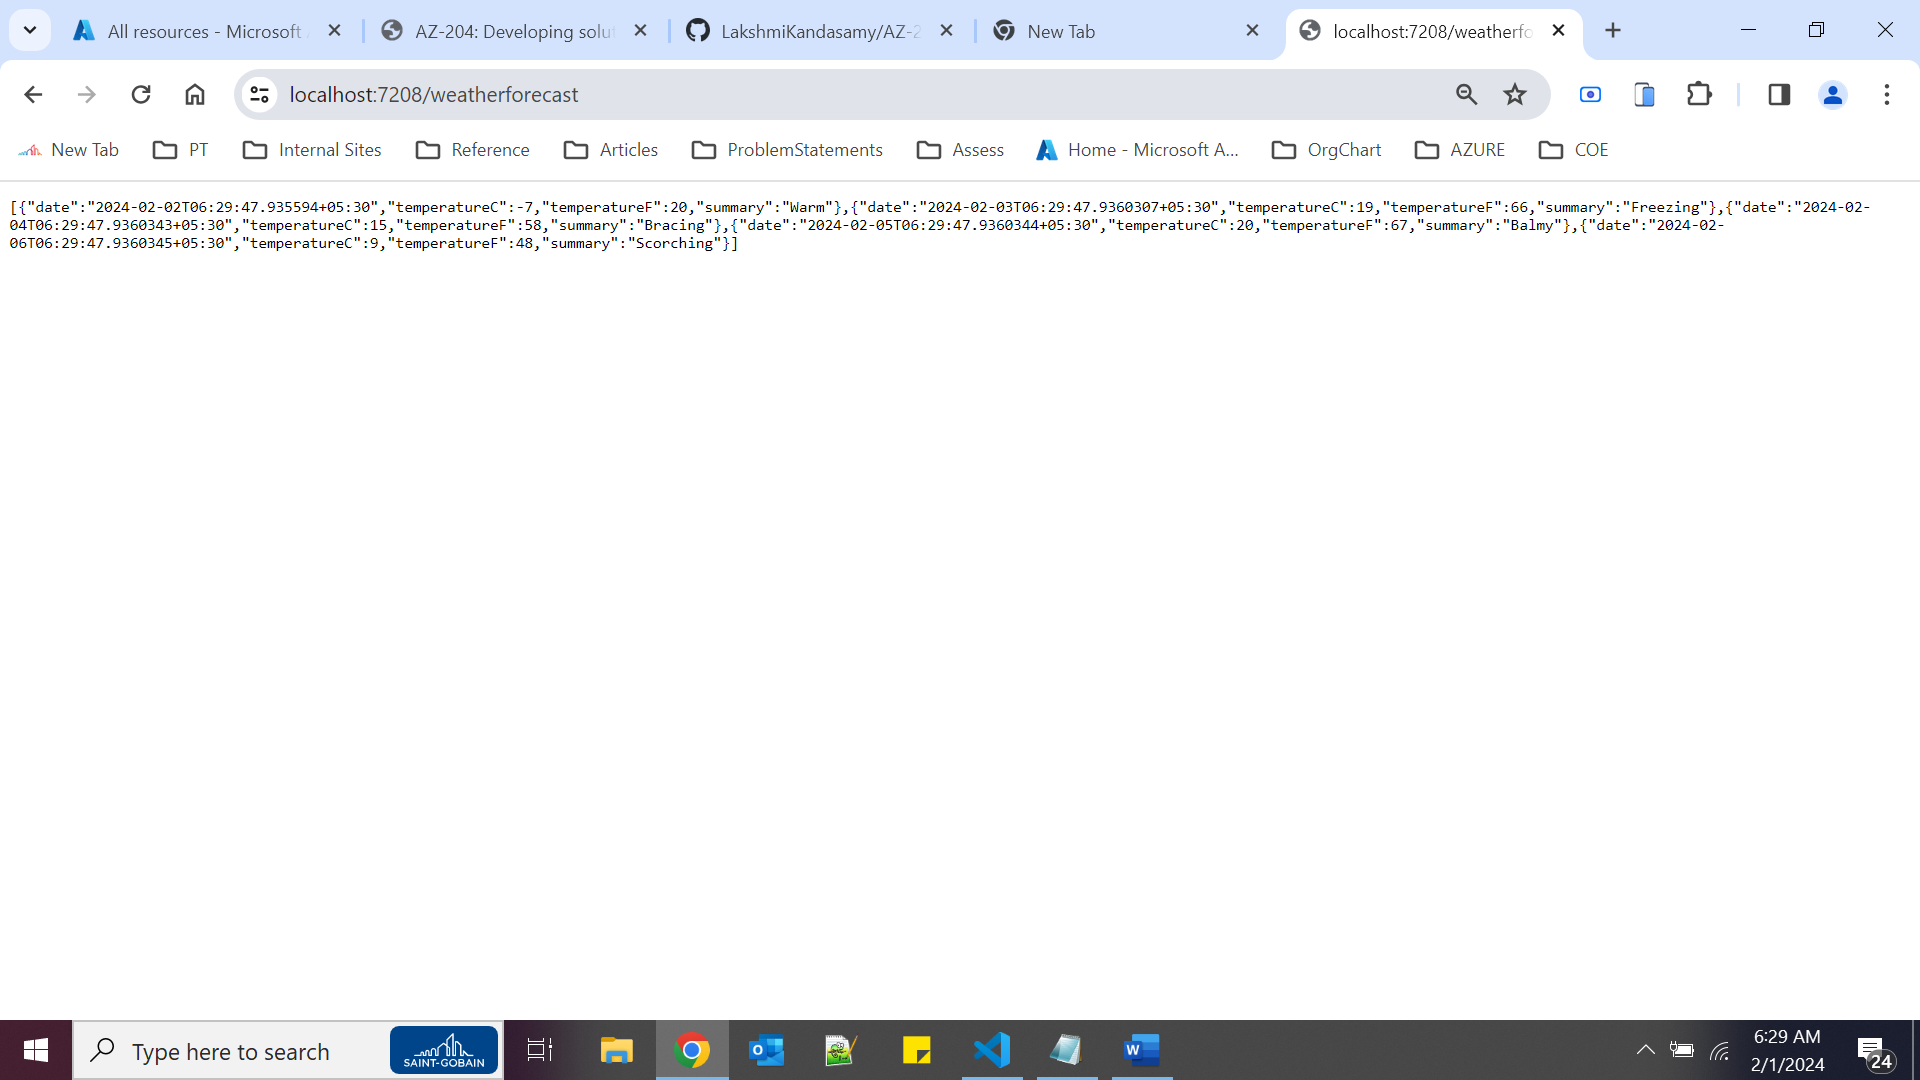 All resources - Microsoft
AZ-204: Developing solut
LakshmiKandasamy/AZ-2
New Tab
localhost:7208/weatherfo
localhost:7208/weatherforecast
New Tab
PT
Internal Sites
Reference
Articles
ProblemStatements
Assess
Home - Microsoft A...
OrgChart
AZURE
COE
[{"date":"2024-02-02T06:29:47.935594+05:30","temperatureC":-7,"temperatureF":20,"summary":"Warm"},{"date":"2024-02-03T06:29:47.9360307+05:30","temperatureC":19,"temperatureF":66,"summary":"Freezing"},{"date":"2024-02-
04T06:29:47.9360343+05:30","temperatureC":15,"temperatureF":58,"summary":"Bracing"},{"date":"2024-02-05T06:29:47.9360344+05:30","temperatureC":20,"temperatureF":67,"summary":"Balmy"},{"date":"2024-02-
06T06:29:47.9360345+05:30","temperatureC":9,"temperatureF":48,"summary":"Scorching"}]
Type here to search
SAINT-GOBAIN
6:29 AM
2/1/2024
24